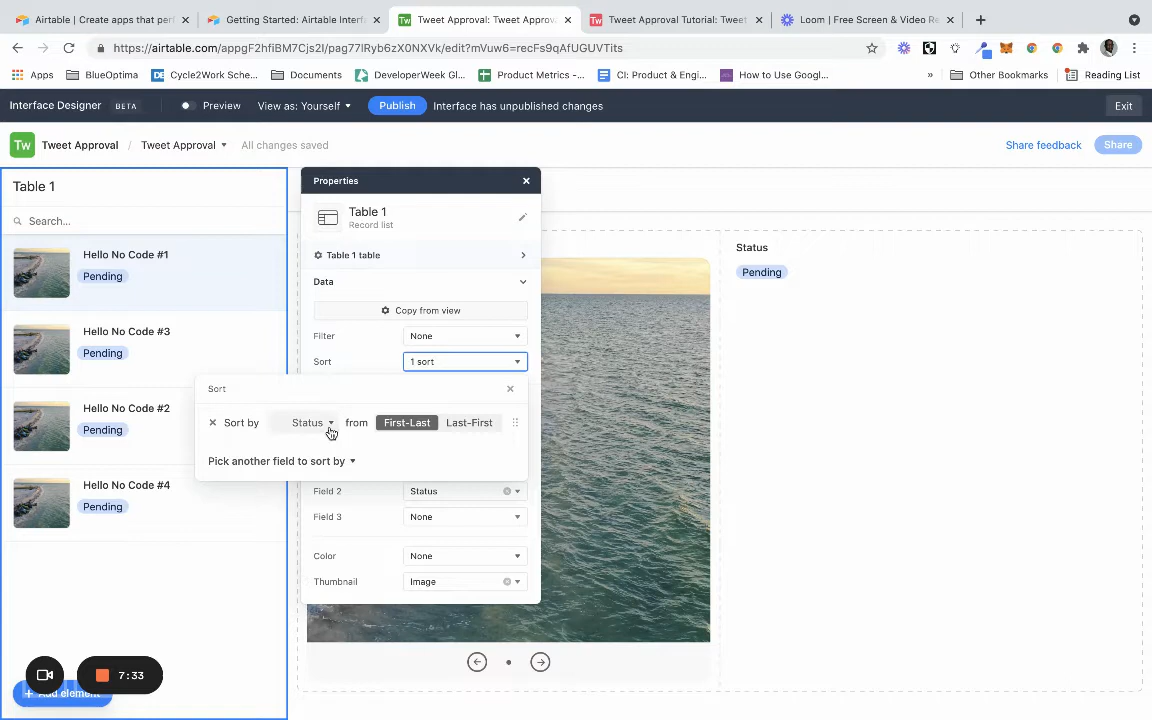 Airtable | Create apps that perf
Getting Started: Airtable Interf
Tweet Approval: Tweet Approv
Tweet Approval Tutorial: Tweet
Loom | Free Screen & Video Re
https://airtable.com/appgF2hfiBM7Cjs2l/pag77lRyb6zX0NXVk/edit?mVuw6=recFs9qAfUGUVTits
Apps
BlueOptima
Cycle2Work Sche...
Documents
DeveloperWeek Gl...
Product Metrics -...
CI: Product & Engi...
How to Use Googl...
»
Other Bookmarks
Reading List
Interface Designer BETA
Preview
View as: Yourself
Publish
Interface has unpublished changes
Exit
Tw Tweet Approval / Tweet Approval
All changes saved
Share feedback
Share
Table 1
Search...
Hello No Code #1
Pending
Hello No Code #3
Pending
Hello No Code #2
Pending
Hello No Code #4
Pending
+ Add element
7:33
Properties
Table 1
Record list
Table 1 table
Data
Copy from view
Filter None
Sort 1 sort
Sort
Sort by Status from First-Last Last-First
Pick another field to sort by
Field 2 Status
Field 3 None
Color None
Thumbnail Image
Status
Pending